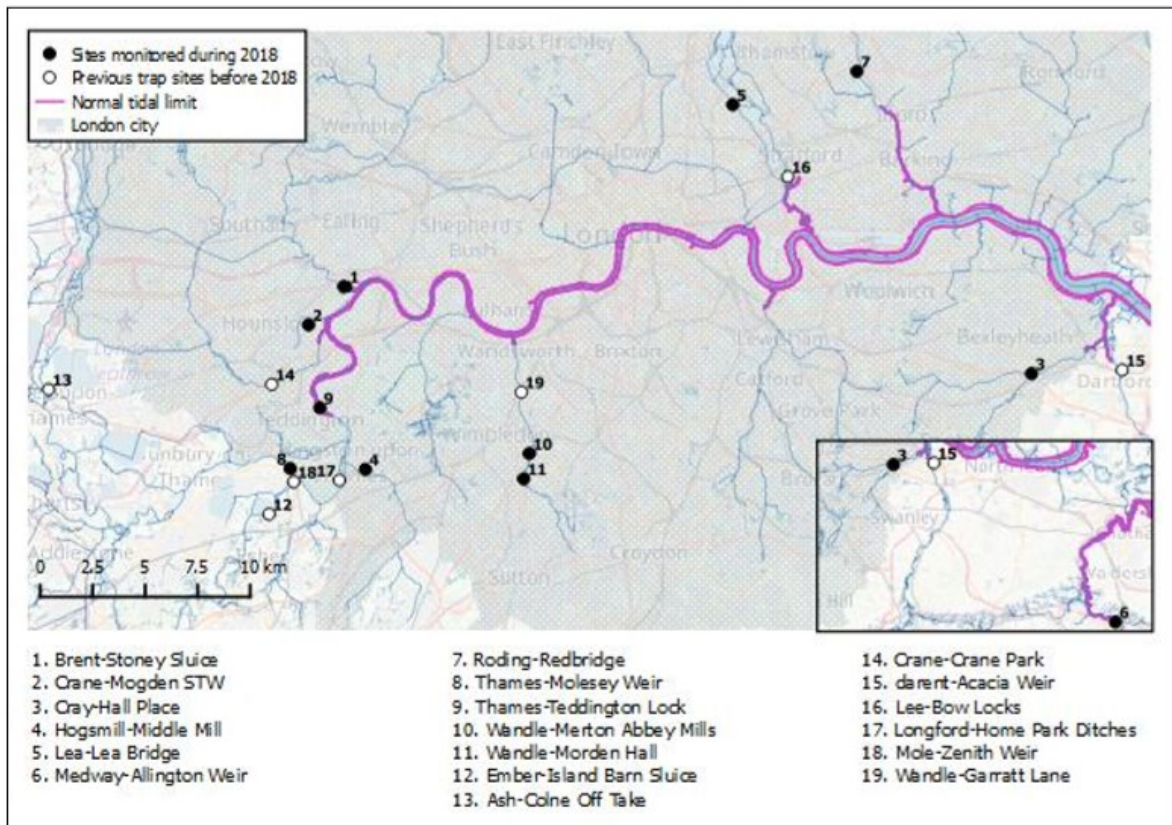 Sites monitored during 2018
Previous trap sites before 2018
Normal tidal limit
London city
East Finchley
Wembley
Camden Town
Stratford
Barking
Southall
Ealing
Shepherd's
Bush
London
Woolwich
Hounslow
Wandsworth
Brixton
Lewisham
Bexleyheath
Catford
Dartford
Teddington
Grove Park
Wimbledon
Croydon
Sutton
Swanley
Hill
7
5
16
1
2
3
15
14
13
19
9
10
8
18
17
4
11
12
3
15
6
0 2.5 5 10 km
1. Brent-Stoney Sluice
2. Crane-Mogden STW
3. Cray-Hall Place
4. Hogsmill-Middle Mill
5. Lea-Lea Bridge
6. Medway-Allington Weir
7. Roding-Redbridge
8. Thames-Molesey Weir
9. Thames-Teddington Lock
10. Wandle-Merton Abbey Mills
11. Wandle-Morden Hall
12. Ember-Island Barn Sluice
13. Ash-Colne Off Take
14. Crane-Crane Park
15. darent-Acacia Weir
16. Lee-Bow Locks
17. Longford-Home Park Ditches
18. Mole-Zenith Weir
19. Wandle-Garratt Lane